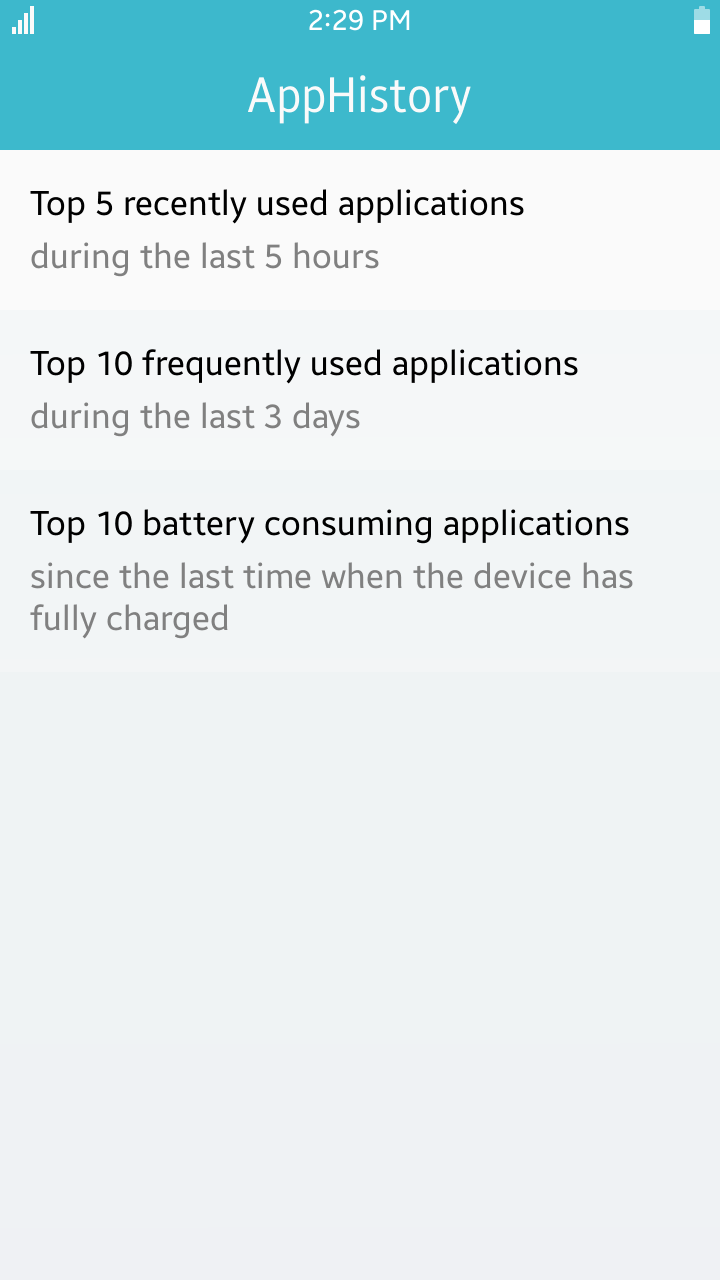 2:29 PM
AppHistory
Top 5 recently used applications
during the last 5 hours
Top 10 frequently used applications
during the last 3 days
Top 10 battery consuming applications
since the last time when the device has
fully charged